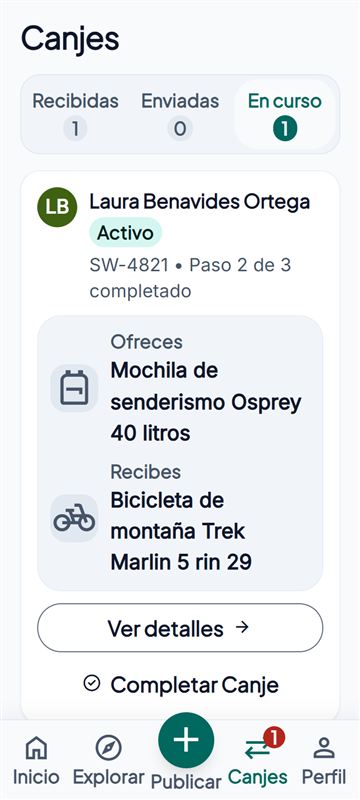 Canjes
Recibidas
1
Enviadas
0
En curso
1
LB
Laura Benavides Ortega
Activo
SW-4821 • Paso 2 de 3
completado
Ofreces
Mochila de
senderismo Osprey
40 litros
Recibes
Bicicleta de
montaña Trek
Marlin 5 rin 29
Ver detalles →
Completar Canje
Inicio
Explorar
Publicar
1
Canjes
Perfil